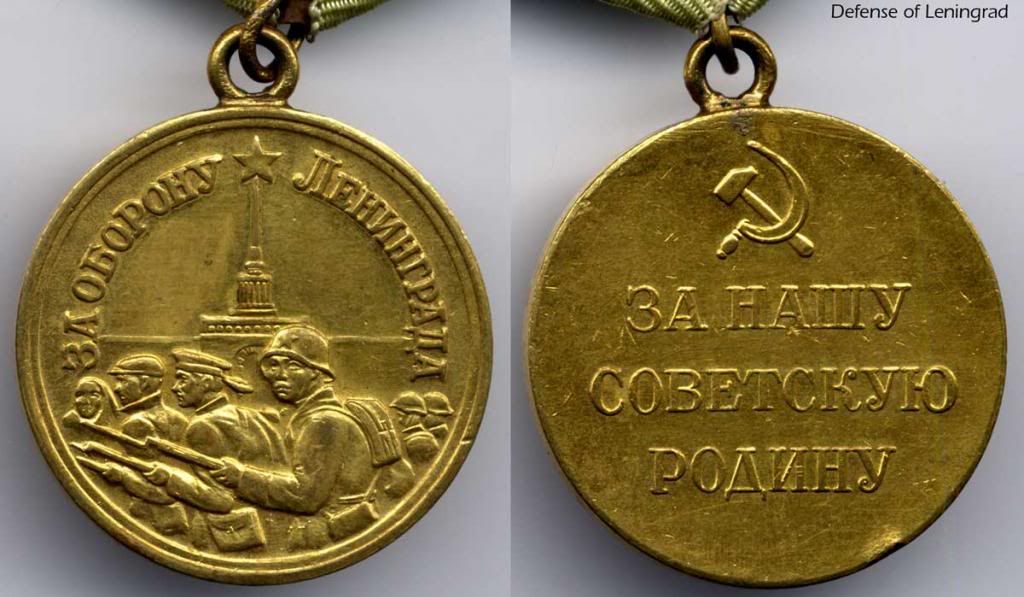 Defense of Leningrad
ЗА ОБОРОНУ ЛЕНИНГРАДА
ЗА НАШУ
СОВЕТСКУЮ
РОДИНУ